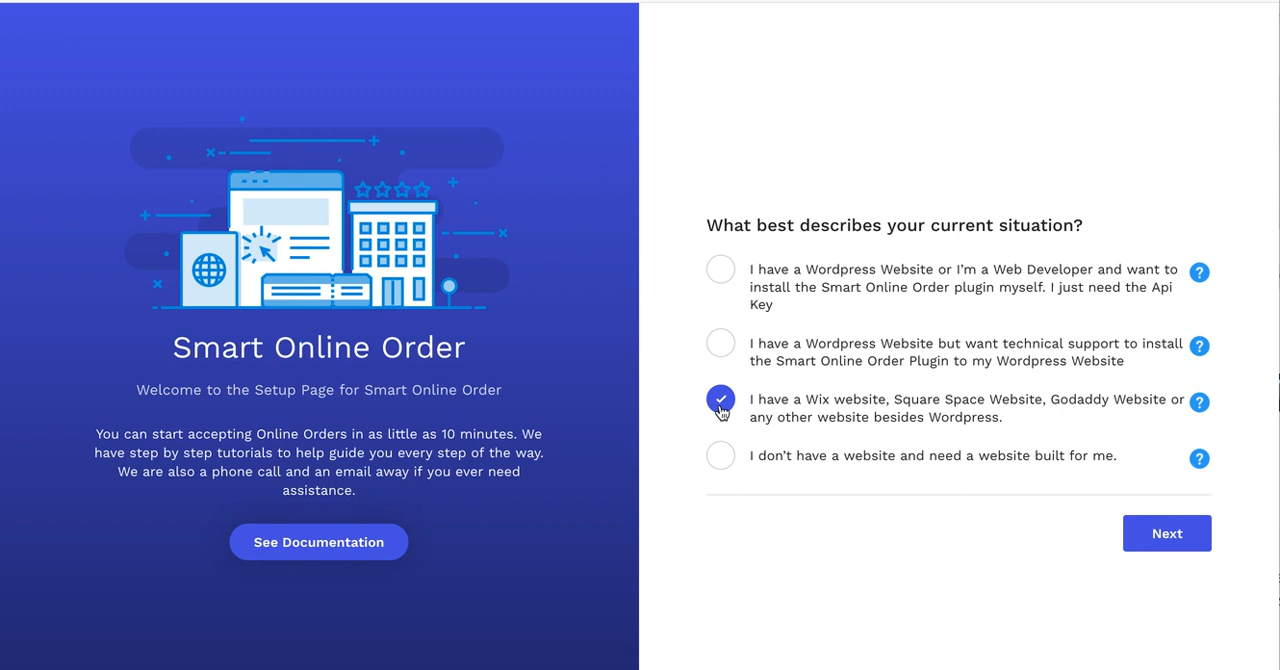 Smart Online Order
Welcome to the Setup Page for Smart Online Order
You can start accepting Online Orders in as little as 10 minutes. We
have step by step tutorials to help guide you every step of the way.
We are also a phone call and an email away if you ever need
assistance.
See Documentation
What best describes your current situation?
I have a Wordpress Website or I’m a Web Developer and want to
install the Smart Online Order plugin myself. I just need the Api
Key
?
I have a Wordpress Website but want technical support to install
the Smart Online Order Plugin to my Wordpress Website
?
I have a Wix website, Square Space Website, Godaddy Website or
any other website besides Wordpress.
?
I don’t have a website and need a website built for me.
?
Next